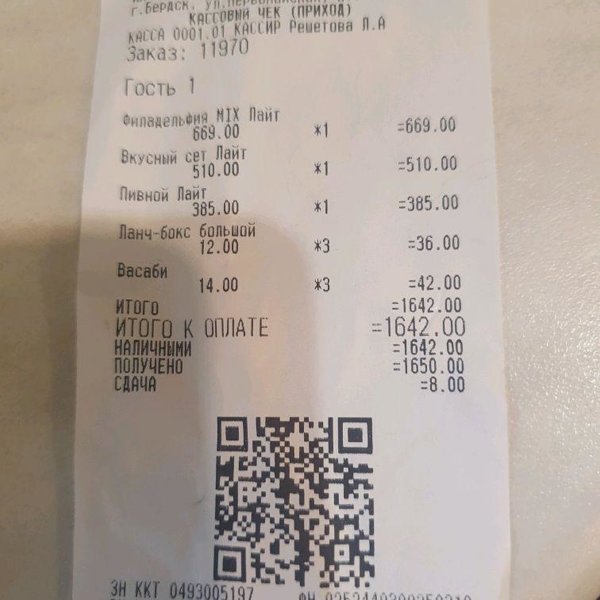 г.Бердск, ул.Первомайская,
КАССОВЫЙ ЧЕК (ПРИХОД)
КАССА 0001.01 КАССИР Решетова Л.А
Заказ: 11970
Гость 1
Филадельфия MIX Лайт
669.00 *1 =669.00
Вкусный сет Лайт
510.00 *1 =510.00
Пивной Лайт
385.00 *1 =385.00
Ланч-бокс большой
12.00 *3 =36.00
Васаби
14.00 *3 =42.00
ИТОГО =1642.00
ИТОГО К ОПЛАТЕ =1642.00
НАЛИЧНЫМИ =1642.00
ПОЛУЧЕНО =1650.00
СДАЧА =8.00
ЗН ККТ 0493005197